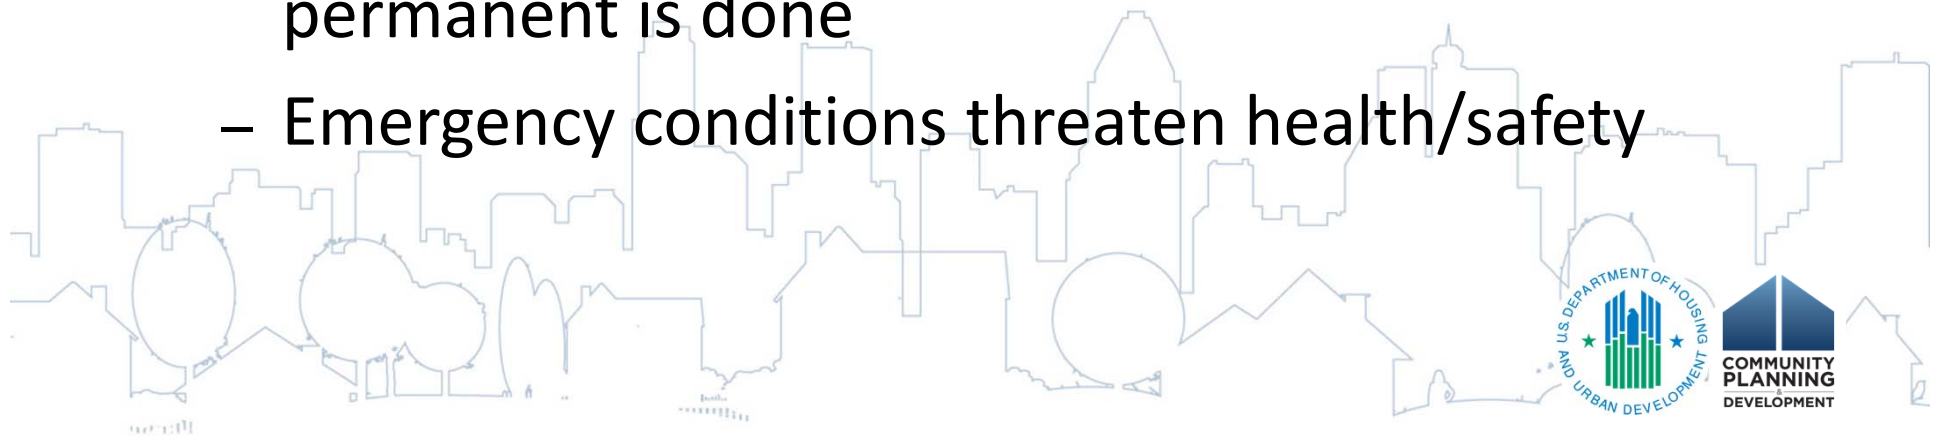 permanent is done
– Emergency conditions threaten health/safety
U.S. DEPARTMENT OF HOUSING
AND URBAN DEVELOPMENT
COMMUNITY
PLANNING
&
DEVELOPMENT